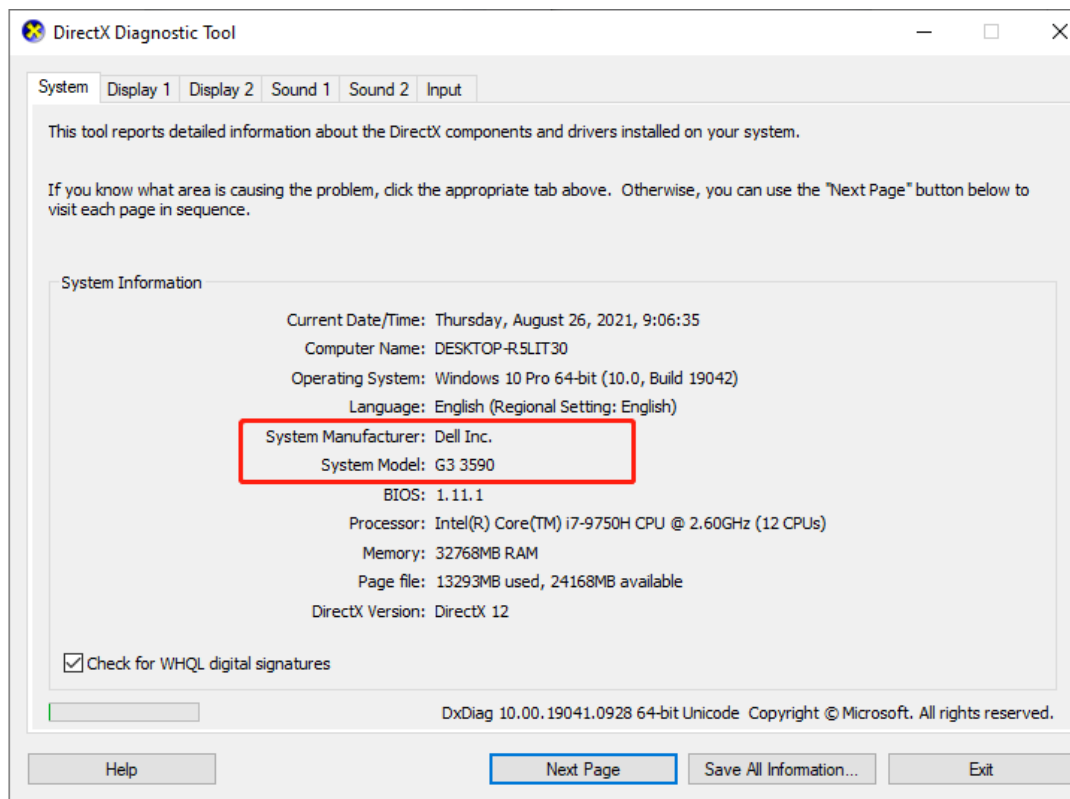 DirectX Diagnostic Tool
System Display 1 Display 2 Sound 1 Sound 2 Input
This tool reports detailed information about the DirectX components and drivers installed on your system.
If you know what area is causing the problem, click the appropriate tab above.  Otherwise, you can use the "Next Page" button below to
visit each page in sequence.
System Information
Current Date/Time: Thursday, August 26, 2021, 9:06:35
Computer Name: DESKTOP-R5LIT30
Operating System: Windows 10 Pro 64-bit (10.0, Build 19042)
Language: English (Regional Setting: English)
System Manufacturer: Dell Inc.
System Model: G3 3590
BIOS: 1.11.1
Processor: Intel(R) Core(TM) i7-9750H CPU @ 2.60GHz (12 CPUs)
Memory: 32768MB RAM
Page file: 13293MB used, 24168MB available
DirectX Version: DirectX 12
Check for WHQL digital signatures
DxDiag 10.00.19041.0928 64-bit Unicode  Copyright © Microsoft. All rights reserved.
Help Next Page Save All Information... Exit